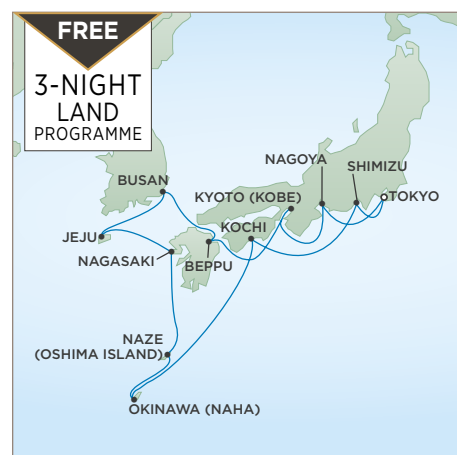 FREE
3-NIGHT
LAND
PROGRAMME
NAGOYA
SHIMIZU
BUSAN
KYOTO (KOBE)
TOKYO
KOCHI
JEJU
NAGASAKI
BEPPU
NAZE
(OSHIMA ISLAND)
OKINAWA (NAHA)